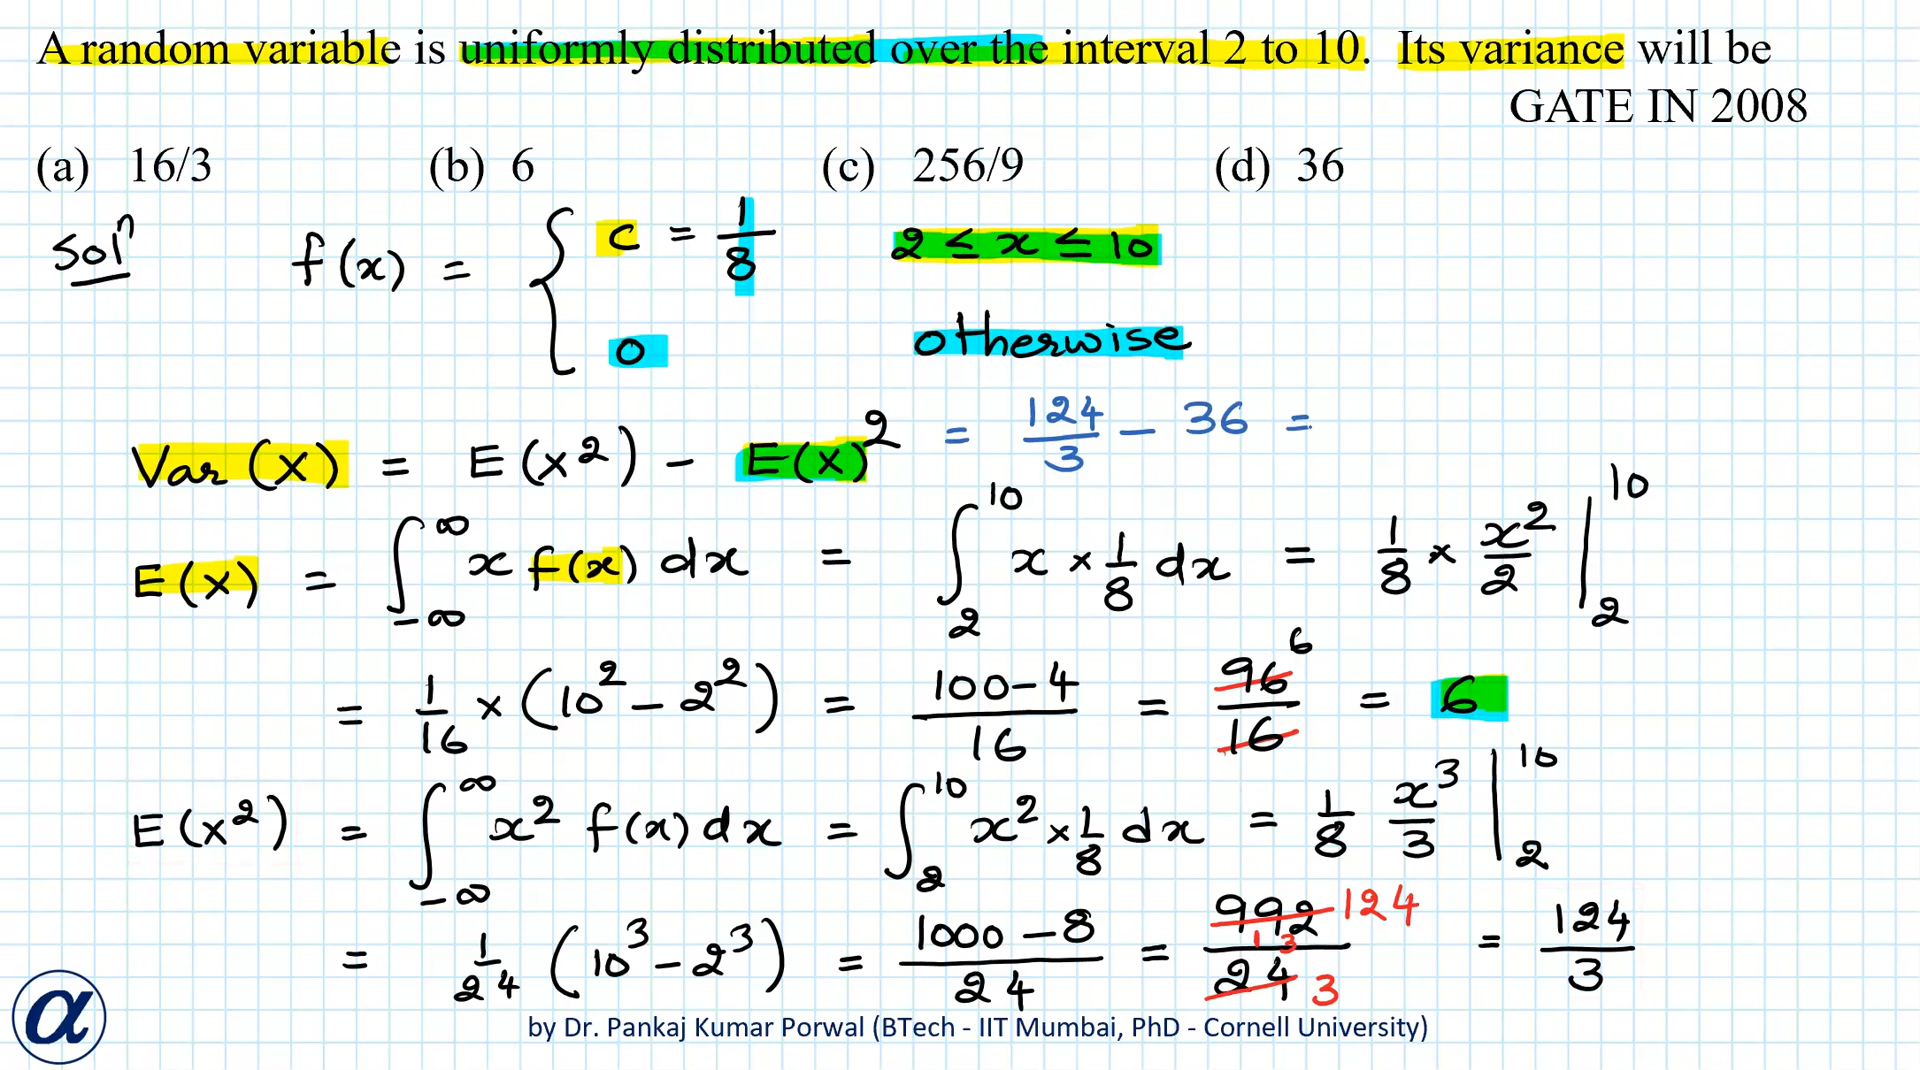 A random variable is uniformly distributed over the interval 2 to 10. Its variance will be
GATE IN 2008
(a) 16/3 (b) 6 (c) 256/9 (d) 36
Solⁿ f(x) = { c = 1/8 2 ≤ x ≤ 10
0 otherwise
Var(X) = E(X²) - E(X)² = 124/3 - 36 =
E(X) = ∫_{-∞}^{∞} x f(x) dx = ∫_2^{10} x × 1/8 dx = 1/8 × x²/2 |_2^{10}
= 1/16 × (10² - 2²) = (100-4)/16 = 96/16 6 = 6
E(X²) = ∫_{-∞}^{∞} x² f(x) dx = ∫_2^{10} x² × 1/8 dx = 1/8 x³/3 |_2^{10}
= 1/24 (10³ - 2³) = (1000-8)/24 = 992/24 124 1 3 3 = 124/3
α by Dr. Pankaj Kumar Porwal (BTech - IIT Mumbai, PhD - Cornell University)